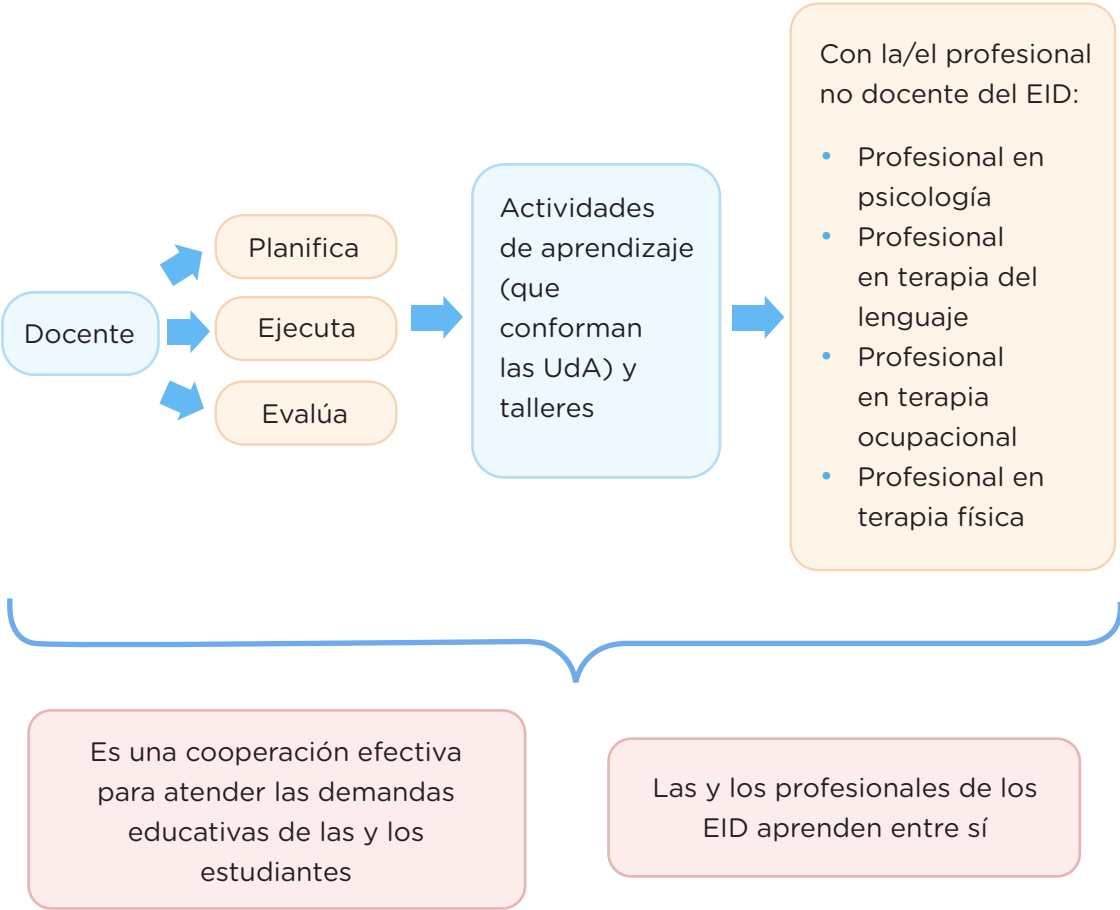 Docente
Planifica
Ejecuta
Evalúa
Actividades
de aprendizaje
(que
conforman
las UdA) y
talleres
Con la/el profesional
no docente del EID:
• Profesional en
psicología
• Profesional
en terapia del
lenguaje
• Profesional
en terapia
ocupacional
• Profesional en
terapia física
Es una cooperación efectiva
para atender las demandas
educativas de las y los
estudiantes
Las y los profesionales de los
EID aprenden entre sí